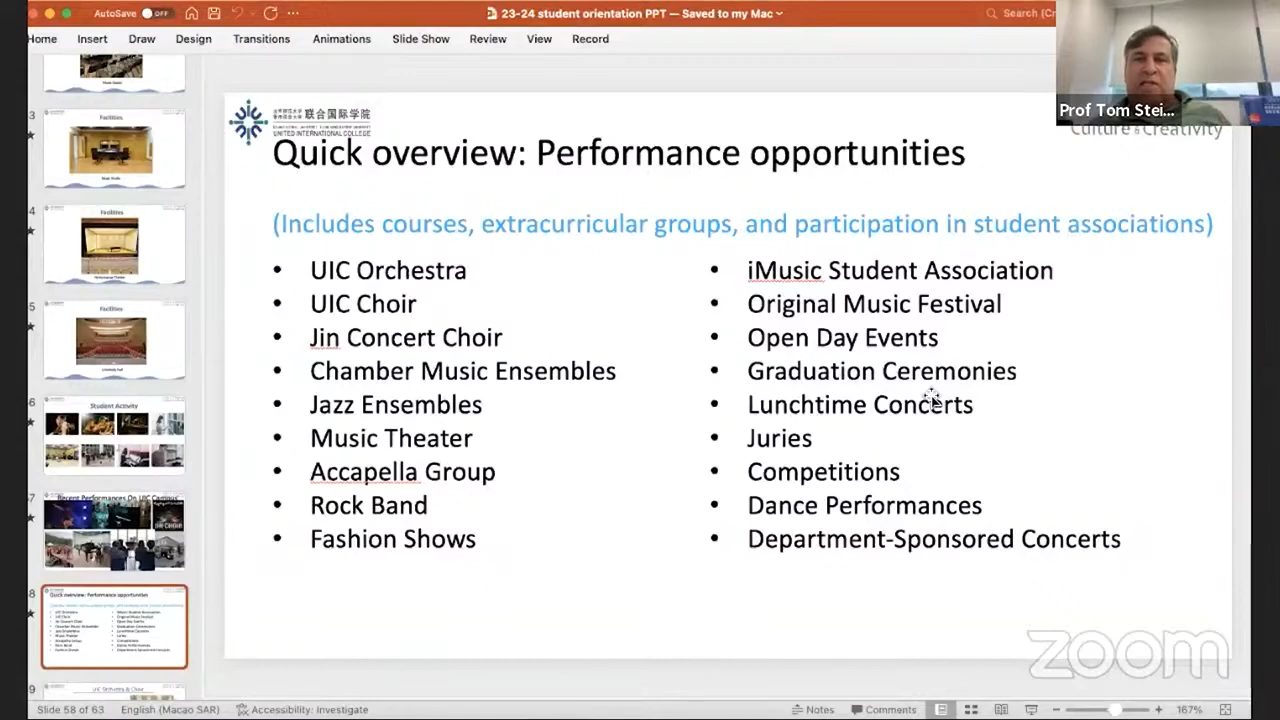 AutoSave OFF
23-24 student orientation PPT — Saved to my Mac
Search (C
Home Insert Draw Design Transitions Animations Slide Show Review View Record
Prof Tom Stei...
Facilities
Facilities
Facilities
Student Activity
Recent Performances On UIC Campus
UIC Orchestra & Choir
联合国际学院
UNITED INTERNATIONAL COLLEGE
Culture & Creativity
Quick overview: Performance opportunities
(Includes courses, extracurricular groups, and participation in student associations)
• UIC Orchestra
• UIC Choir
• Jin Concert Choir
• Chamber Music Ensembles
• Jazz Ensembles
• Music Theater
• Accapella Group
• Rock Band
• Fashion Shows
• iMusic Student Association
• Original Music Festival
• Open Day Events
• Graduation Ceremonies
• Lunchtime Concerts
• Juries
• Competitions
• Dance Performances
• Department-Sponsored Concerts
zoom
Slide 58 of 63 English (Macao SAR) Accessibility: Investigate Notes Comments 167%